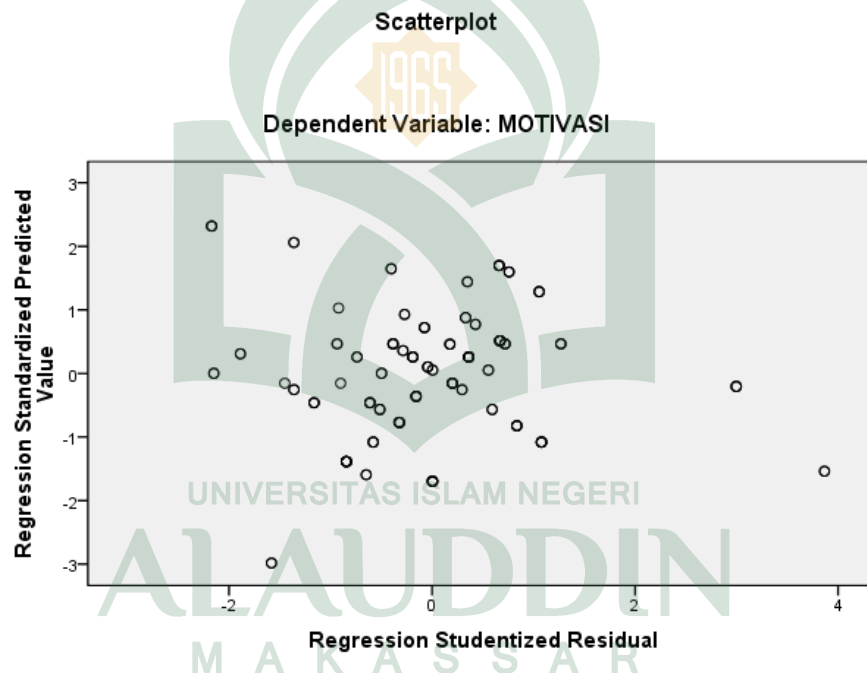 Scatterplot
1965
Dependent Variable: MOTIVASI
Regression Standardized Predicted
Value
3
2
1
0
-1
-2
-3
-2
0
2
4
Regression Studentized Residual
UNIVERSITAS ISLAM NEGERI
ALAUDDIN
MAKASSAR